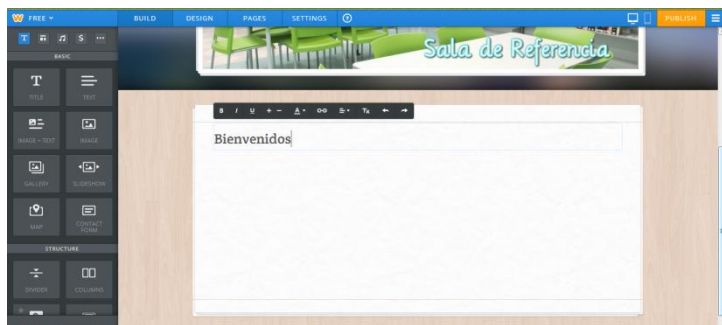 FREE
BUILD DESIGN PAGES SETTINGS
PUBLISH
BASIC
TITLE TEXT
IMAGE + TEXT IMAGE
GALLERY SLIDESHOW
MAP CONTACT FORM
STRUCTURE
DIVIDER COLUMNS
Sala de Referencia
B I U + − A Tx
Bienvenidos